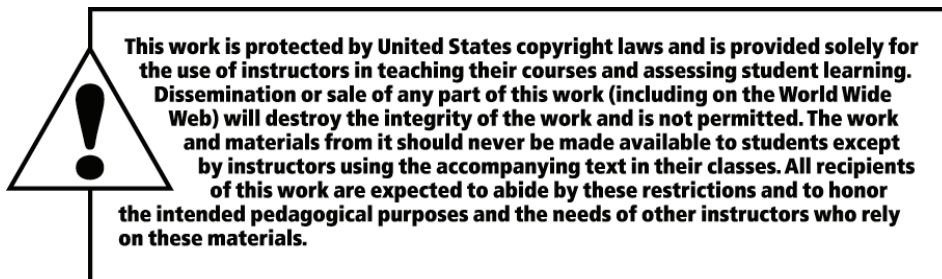 This work is protected by United States copyright laws and is provided solely for
the use of instructors in teaching their courses and assessing student learning.
Dissemination or sale of any part of this work (including on the World Wide
Web) will destroy the integrity of the work and is not permitted. The work
and materials from it should never be made available to students except
by instructors using the accompanying text in their classes. All recipients
of this work are expected to abide by these restrictions and to honor
the intended pedagogical purposes and the needs of other instructors who rely
on these materials.